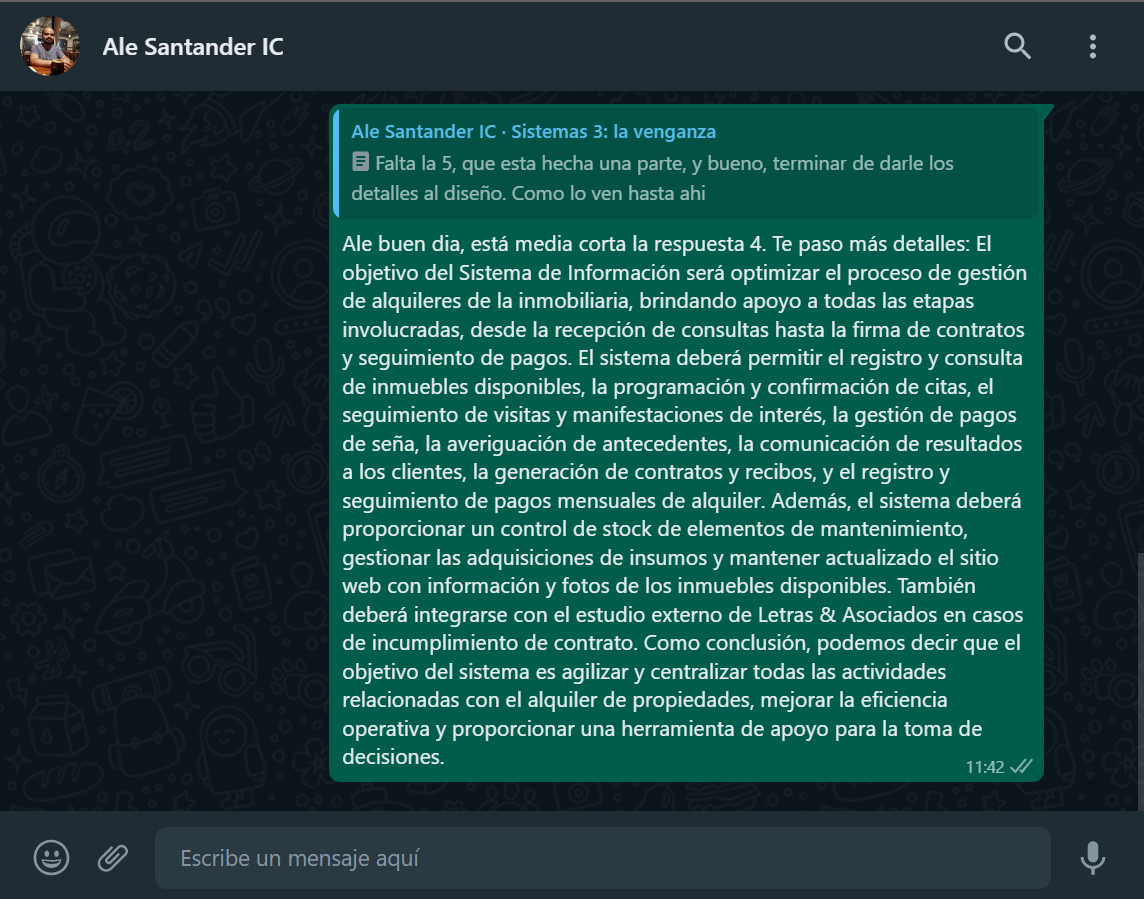 Ale Santander IC
Ale Santander IC · Sistemas 3: la venganza
Falta la 5, que esta hecha una parte, y bueno, terminar de darle los
detalles al diseño. Como lo ven hasta ahi
Ale buen dia, está media corta la respuesta 4. Te paso más detalles: El
objetivo del Sistema de Información será optimizar el proceso de gestión
de alquileres de la inmobiliaria, brindando apoyo a todas las etapas
involucradas, desde la recepción de consultas hasta la firma de contratos
y seguimiento de pagos. El sistema deberá permitir el registro y consulta
de inmuebles disponibles, la programación y confirmación de citas, el
seguimiento de visitas y manifestaciones de interés, la gestión de pagos
de seña, la averiguación de antecedentes, la comunicación de resultados
a los clientes, la generación de contratos y recibos, y el registro y
seguimiento de pagos mensuales de alquiler. Además, el sistema deberá
proporcionar un control de stock de elementos de mantenimiento,
gestionar las adquisiciones de insumos y mantener actualizado el sitio
web con información y fotos de los inmuebles disponibles. También
deberá integrarse con el estudio externo de Letras & Asociados en casos
de incumplimiento de contrato. Como conclusión, podemos decir que el
objetivo del sistema es agilizar y centralizar todas las actividades
relacionadas con el alquiler de propiedades, mejorar la eficiencia
operativa y proporcionar una herramienta de apoyo para la toma de
decisiones.
11:42
Escribe un mensaje aquí